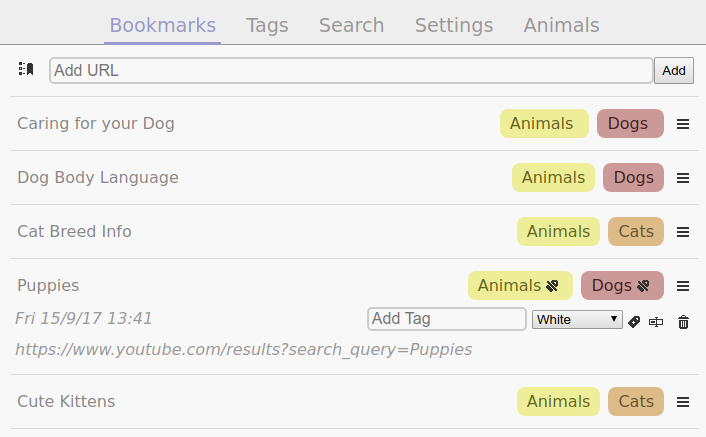 Bookmarks Tags Search Settings Animals
Add URL Add
Caring for your Dog Animals Dogs
Dog Body Language Animals Dogs
Cat Breed Info Animals Cats
Puppies Animals Dogs
Fri 15/9/17 13:41 Add Tag White
https://www.youtube.com/results?search_query=Puppies
Cute Kittens Animals Cats